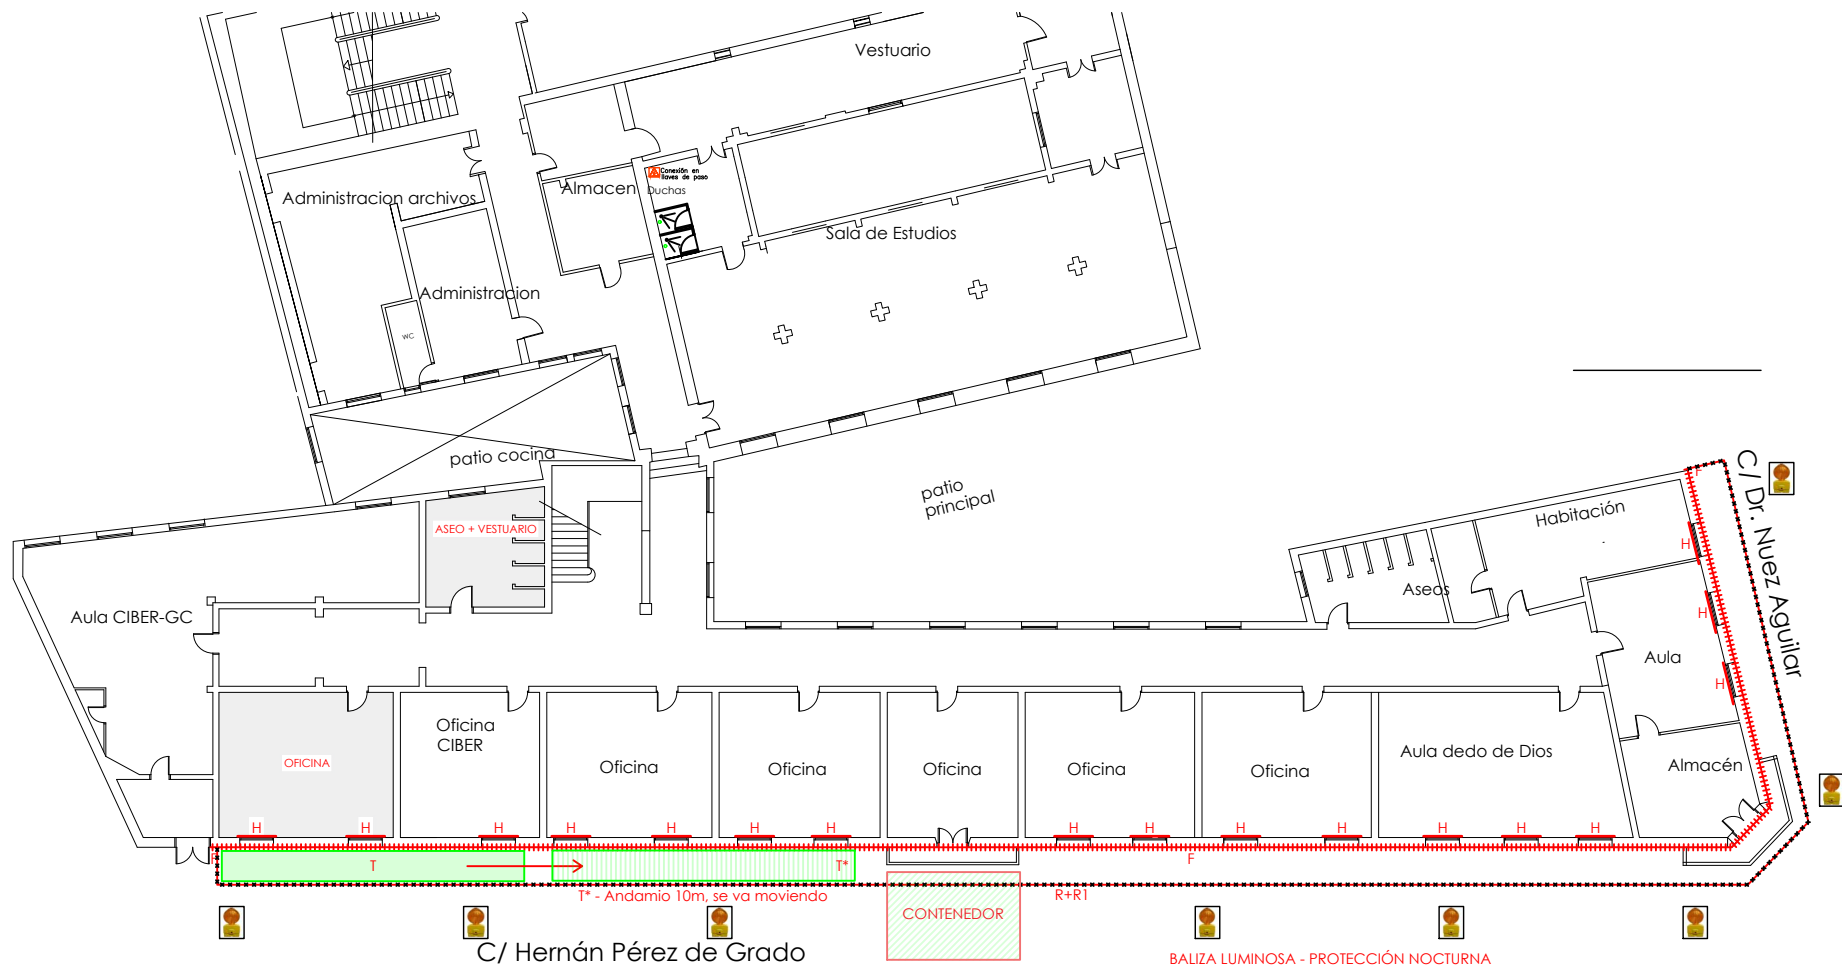 Vestuario
Conexión en
llaves de paso
Administracion archivos
Almacen
Duchas
Sala de Estudios
Administracion
WC
patio cocina
patio
principal
C/ Dr. Nuez Aguilar
F
ASEO + VESTUARIO
Habitación
H
Aseos
Aula CIBER-GC
H
Aula
H
OFICINA
Oficina
CIBER
Oficina
Oficina
Oficina
Oficina
Oficina
Aula dedo de Dios
Almacén
H
H
H
H
H
H
H
H
H
H
H
H
H
H
F
T
T*
F
T* - Andamio 10m, se va moviendo
R+R1
CONTENEDOR
C/ Hernán Pérez de Grado
BALIZA LUMINOSA - PROTECCIÓN NOCTURNA